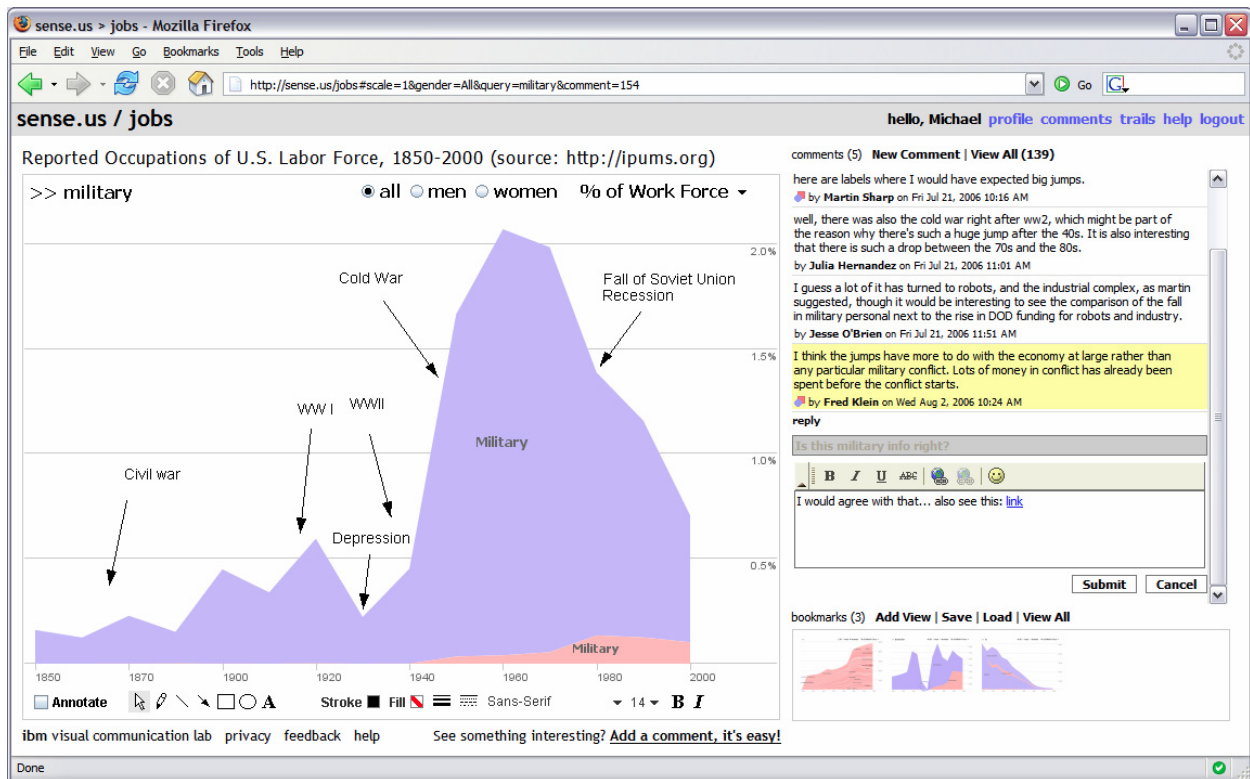 sense.us > jobs - Mozilla Firefox
File Edit View Go Bookmarks Tools Help
http://sense.us/jobs#scale=1&gender=All&query=military&comment=154
Go
G
sense.us / jobs
hello, Michael profile comments trails help logout
Reported Occupations of U.S. Labor Force, 1850-2000 (source: http://ipums.org)
>> military
all men women % of Work Force
2.0%
Cold War
Fall of Soviet Union
Recession
1.5%
WW I
WWII
Military
1.0%
Civil war
Depression
0.5%
Military
1850 1870 1900 1920 1940 1960 1980 2000
Annotate
A
Stroke Fill Sans-Serif 14 B I
comments (5) New Comment | View All (139)
here are labels where I would have expected big jumps.
by Martin Sharp on Fri Jul 21, 2006 10:16 AM
well, there was also the cold war right after ww2, which might be part of
the reason why there's such a huge jump after the 40s. It is also interesting
that there is such a drop between the 70s and the 80s.
by Julia Hernandez on Fri Jul 21, 2006 11:01 AM
I guess a lot of it has turned to robots, and the industrial complex, as martin
suggested, though it would be interesting to see the comparison of the fall
in military personal next to the rise in DOD funding for robots and industry.
by Jesse O'Brien on Fri Jul 21, 2006 11:51 AM
I think the jumps have more to do with the economy at large rather than
any particular military conflict. Lots of money in conflict has already been
spent before the conflict starts.
by Fred Klein on Wed Aug 2, 2006 10:24 AM
reply
Is this military info right?
B I U ABC
I would agree with that... also see this: link
Submit Cancel
bookmarks (3) Add View | Save | Load | View All
ibm visual communication lab privacy feedback help
See something interesting? Add a comment, it's easy!
Done